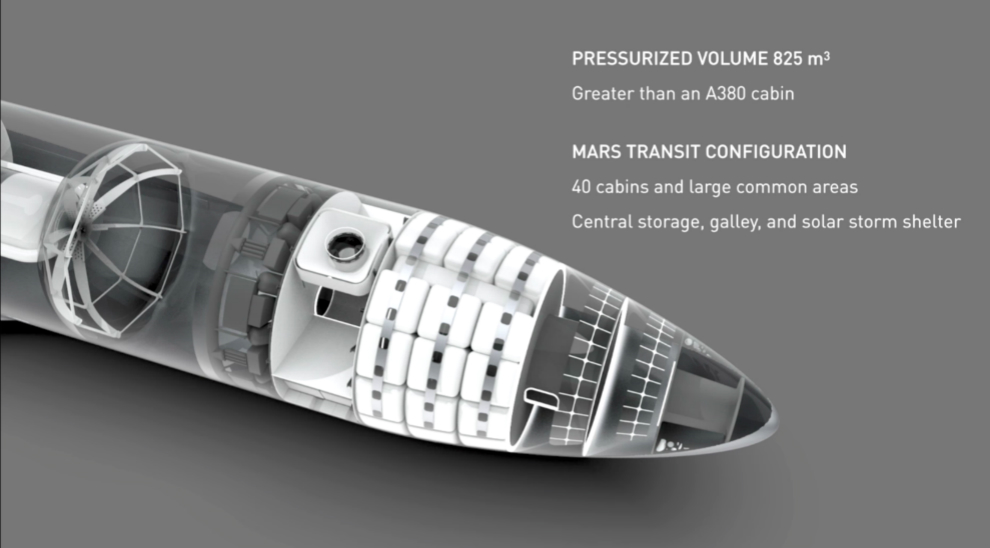 PRESSURIZED VOLUME 825 m³
Greater than an A380 cabin
MARS TRANSIT CONFIGURATION
40 cabins and large common areas
Central storage, galley, and solar storm shelter